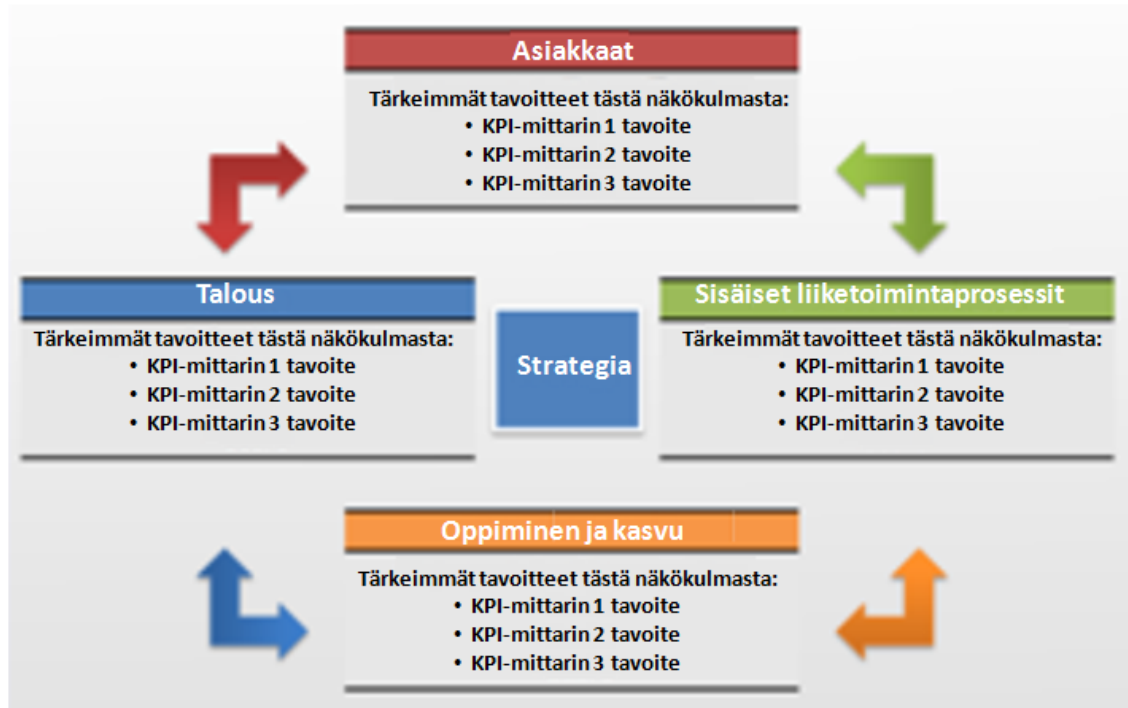 Asiakkaat
Tärkeimmät tavoitteet tästä näkökulmasta:
• KPI-mittarin 1 tavoite
• KPI-mittarin 2 tavoite
• KPI-mittarin 3 tavoite
Talous
Tärkeimmät tavoitteet tästä näkökulmasta:
• KPI-mittarin 1 tavoite
• KPI-mittarin 2 tavoite
• KPI-mittarin 3 tavoite
Strategia
Sisäiset liiketoimintaprosessit
Tärkeimmät tavoitteet tästä näkökulmasta:
• KPI-mittarin 1 tavoite
• KPI-mittarin 2 tavoite
• KPI-mittarin 3 tavoite
Oppiminen ja kasvu
Tärkeimmät tavoitteet tästä näkökulmasta:
• KPI-mittarin 1 tavoite
• KPI-mittarin 2 tavoite
• KPI-mittarin 3 tavoite